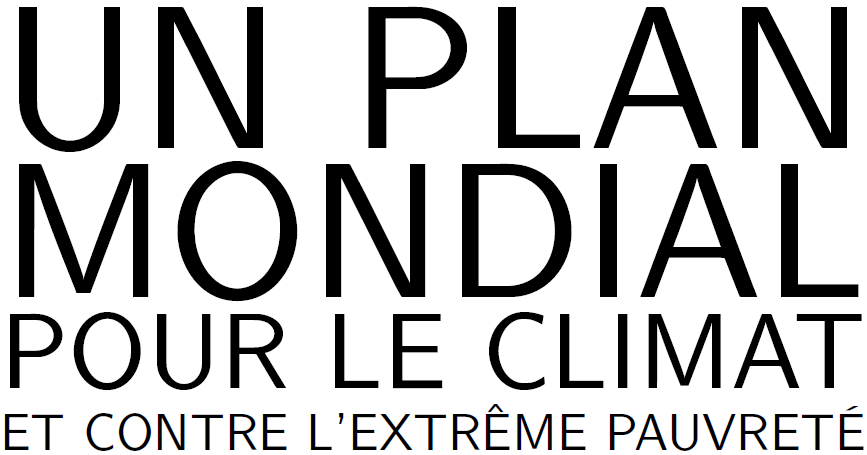 UN PLAN
MONDIAL
POUR LE CLIMAT
ET CONTRE L'EXTRÊME PAUVRETÉ